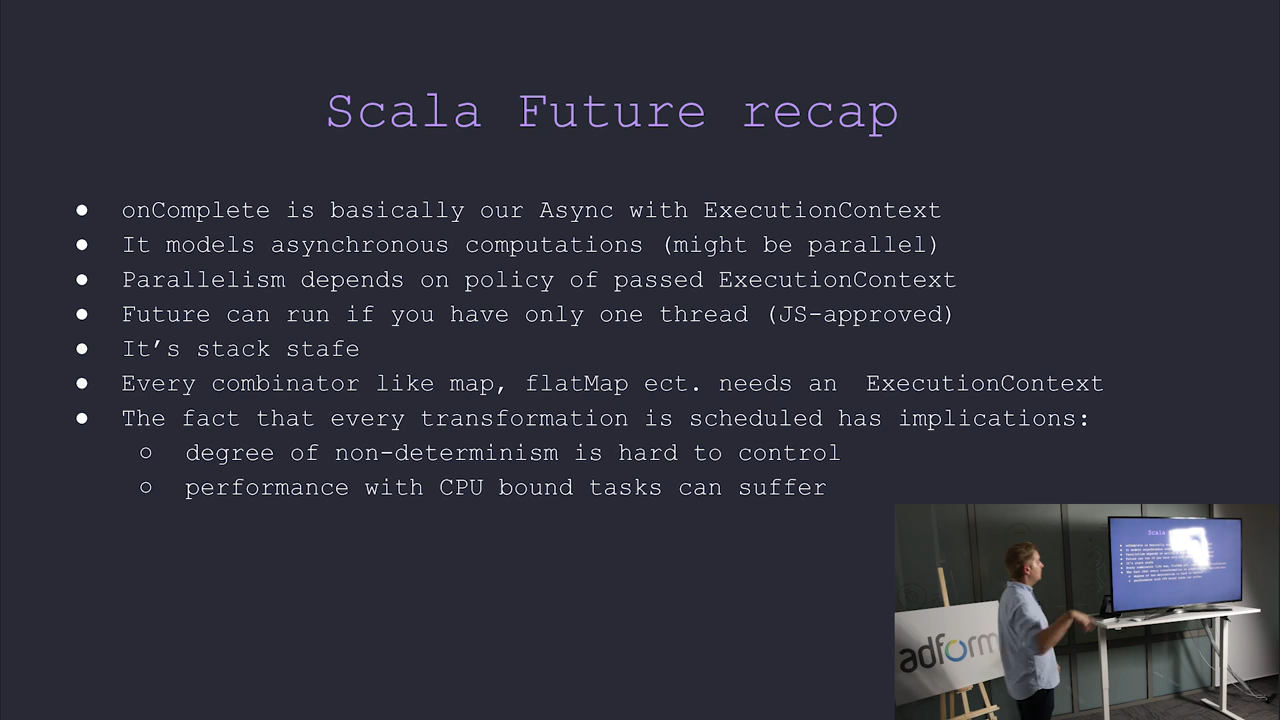 Scala Future recap
● onComplete is basically our Async with ExecutionContext
● It models asynchronous computations (might be parallel)
● Parallelism depends on policy of passed ExecutionContext
● Future can run if you have only one thread (JS-approved)
● It’s stack stafe
● Every combinator like map, flatMap ect. needs an ExecutionContext
● The fact that every transformation is scheduled has implications:
○ degree of non-determinism is hard to control
○ performance with CPU bound tasks can suffer
adform